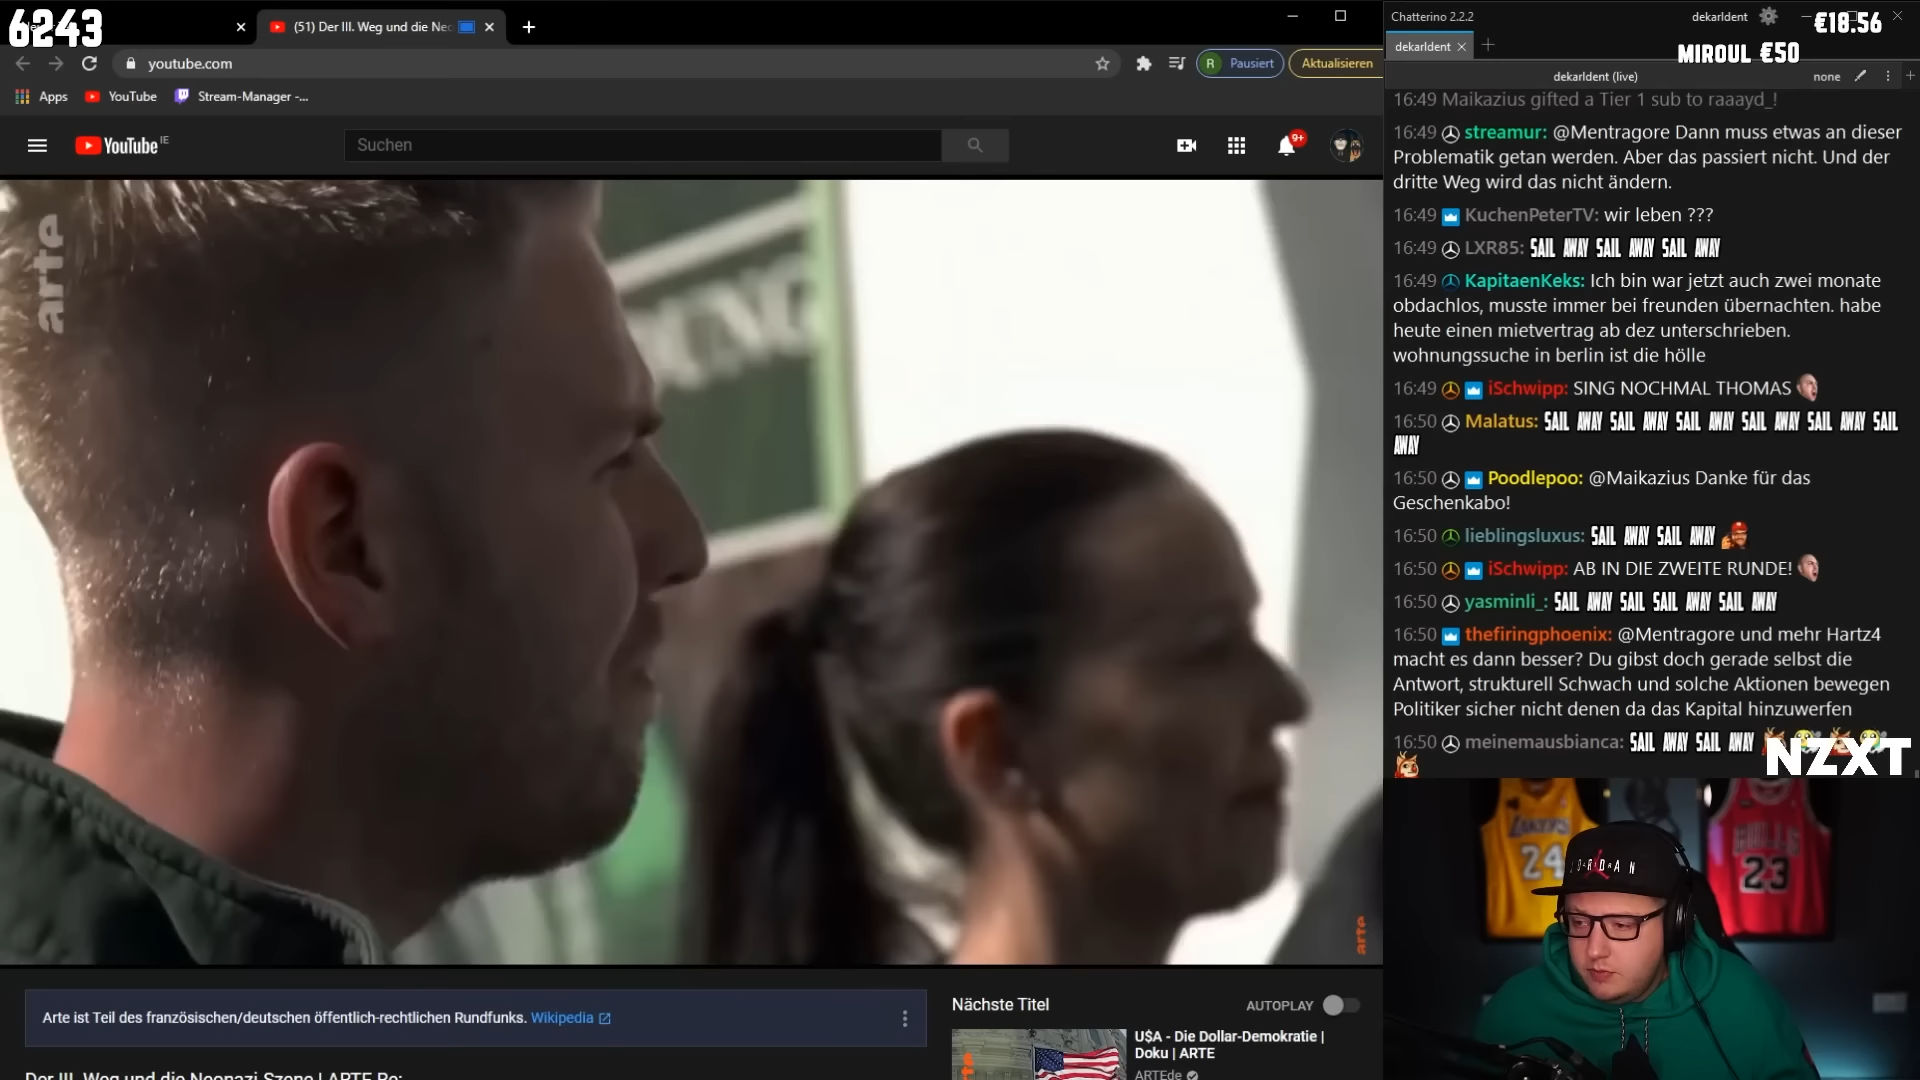 6243
(51) Der III. Weg und die Neo
youtube.com
R
Pausiert
Aktualisieren
Apps
YouTube
Stream-Manager -...
YouTube IE
Suchen
9+
arte
arte
Arte ist Teil des französischen/deutschen öffentlich-rechtlichen Rundfunks. Wikipedia
Der III. Weg und die Neonazi-Szene | ARTE Re:
Nächste Titel
AUTOPLAY
U$A - Die Dollar-Demokratie |
Doku | ARTE
ARTEde
Chatterino 2.2.2
dekarldent
€18.56
dekarldent
MIROUL €50
dekarldent (live)
none
16:49 Maikazius gifted a Tier 1 sub to raaayd_!
16:49 streamur: @Mentragore Dann muss etwas an dieser
Problematik getan werden. Aber das passiert nicht. Und der
dritte Weg wird das nicht ändern.
16:49 KuchenPeterTV: wir leben ???
16:49 LXR85: SAIL AWAY SAIL AWAY SAIL AWAY
16:49 KapitaenKeks: Ich bin war jetzt auch zwei monate
obdachlos, musste immer bei freunden übernachten. habe
heute einen mietvertrag ab dez unterschrieben.
wohnungssuche in berlin ist die hölle
16:49 iSchwipp: SING NOCHMAL THOMAS
16:50 Malatus: SAIL AWAY SAIL AWAY SAIL AWAY SAIL AWAY SAIL AWAY SAIL
AWAY
16:50 Poodlepoo: @Maikazius Danke für das
Geschenkabo!
16:50 lieblingsluxus: SAIL AWAY SAIL AWAY
16:50 iSchwipp: AB IN DIE ZWEITE RUNDE!
16:50 yasminli_: SAIL AWAY SAIL SAIL AWAY SAIL AWAY
16:50 thefiringphoenix: @Mentragore und mehr Hartz4
macht es dann besser? Du gibst doch gerade selbst die
Antwort, strukturell Schwach und solche Aktionen bewegen
Politiker sicher nicht denen da das Kapital hinzuwerfen
16:50 meinemausbianca: SAIL AWAY SAIL AWAY
NZXT
LAKERS
24
BULLS
23
JORDAN